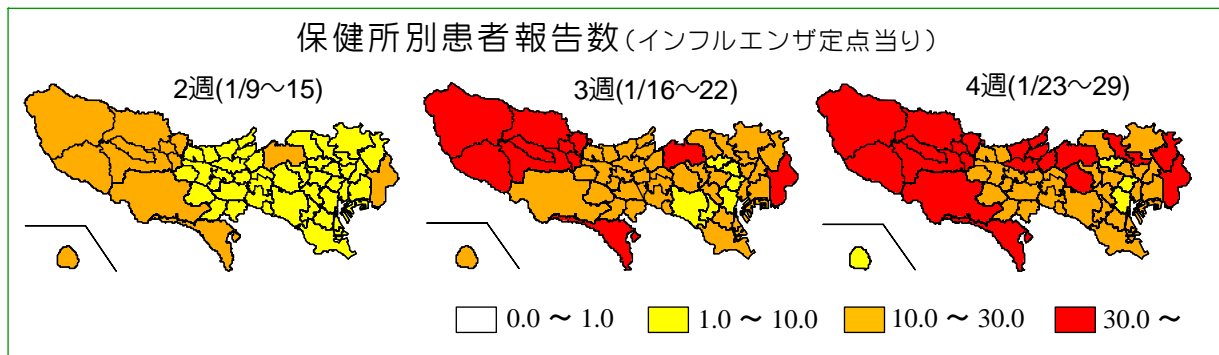 保健所別患者報告数（インフルエンザ定点当り）
2週(1/9～15)
3週(1/16～22)
4週(1/23～29)
0.0 ～ 1.0
1.0 ～ 10.0
10.0 ～ 30.0
30.0 ～